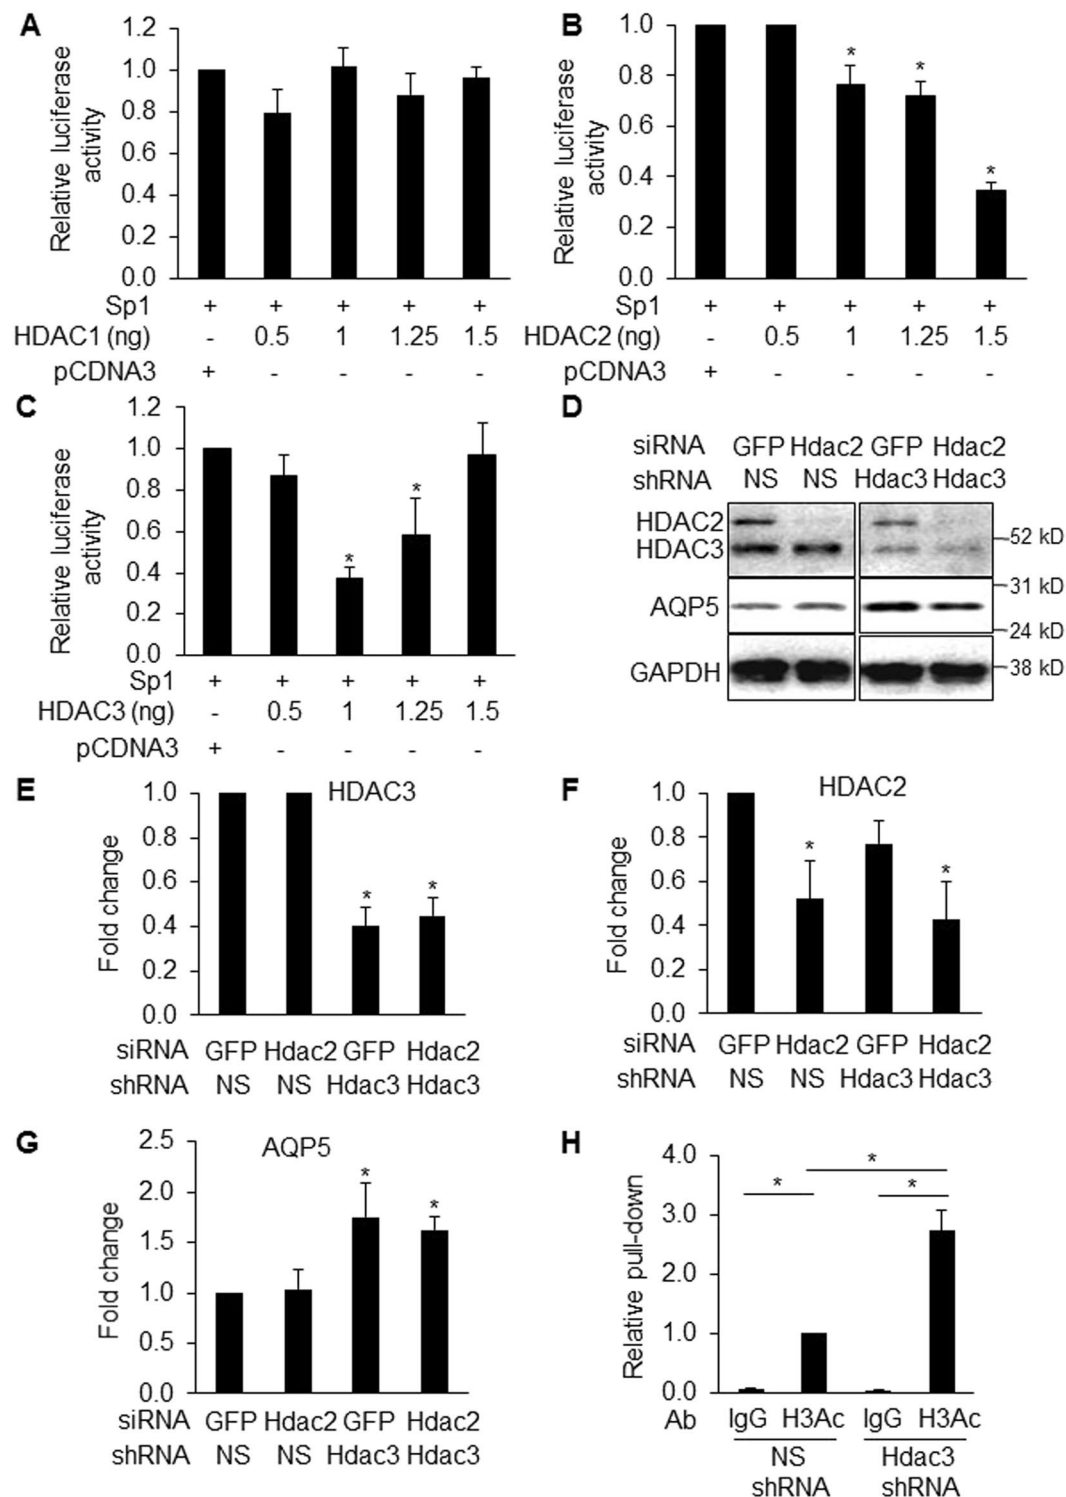 A
Relative luciferase
activity
1.2
1.0
0.8
0.6
0.4
0.2
0.0
Sp1 + + + + +
HDAC1 (ng) - 0.5 1 1.25 1.5
pCDNA3 + - - - -
B
Relative luciferase
activity
1.0
0.8
0.6
0.4
0.2
0.0
* * *
Sp1 + + + + +
HDAC2 (ng) - 0.5 1 1.25 1.5
pCDNA3 + - - - -
C
Relative luciferase
activity
1.2
1.0
0.8
0.6
0.4
0.2
0.0
* *
Sp1 + + + + +
HDAC3 (ng) - 0.5 1 1.25 1.5
pCDNA3 + - - - -
D
siRNA GFP Hdac2 GFP Hdac2
shRNA NS NS Hdac3 Hdac3
HDAC2
HDAC3
52 kD
31 kD
AQP5
24 kD
GAPDH
38 kD
E
HDAC3
Fold change
1.0
0.8
0.6
0.4
0.2
0.0
* *
siRNA GFP Hdac2 GFP Hdac2
shRNA NS NS Hdac3 Hdac3
F
HDAC2
Fold change
1.0
0.8
0.6
0.4
0.2
0.0
* *
siRNA GFP Hdac2 GFP Hdac2
shRNA NS NS Hdac3 Hdac3
G
AQP5
Fold change
2.5
2.0
1.5
1.0
0.5
0.0
* *
siRNA GFP Hdac2 GFP Hdac2
shRNA NS NS Hdac3 Hdac3
H
Relative pull-down
4.0
3.0
2.0
1.0
0.0
*
* *
Ab IgG H3Ac IgG H3Ac
NS Hdac3
shRNA shRNA